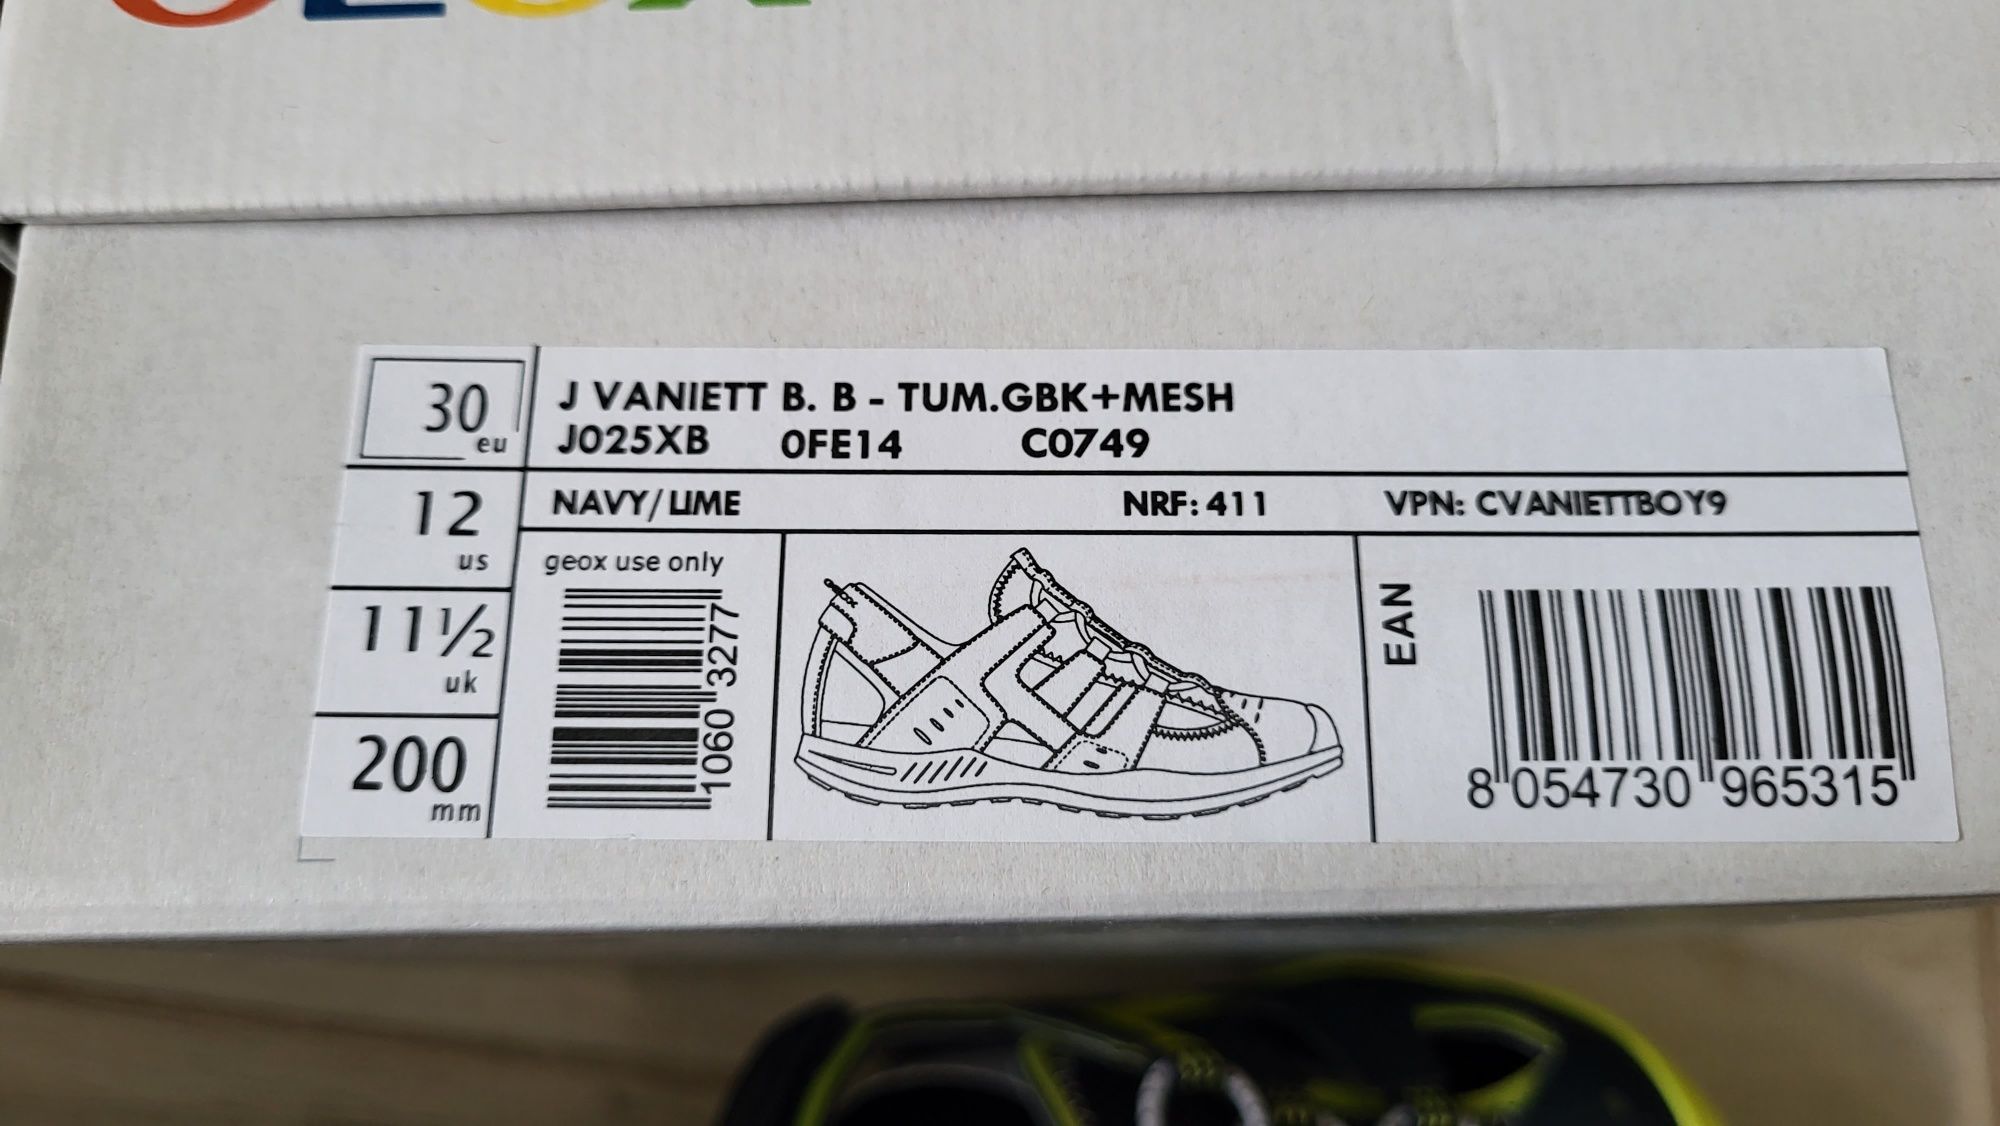 GEOX
30 eu
J VANIETT B. B - TUM.GBK+MESH
J025XB 0FE14 C0749
12 us
NAVY/LIME NRF: 411 VPN: CVANIETTBOY9
11½ uk
200 mm
geox use only
1060 3277
EAN
8 054730 965315